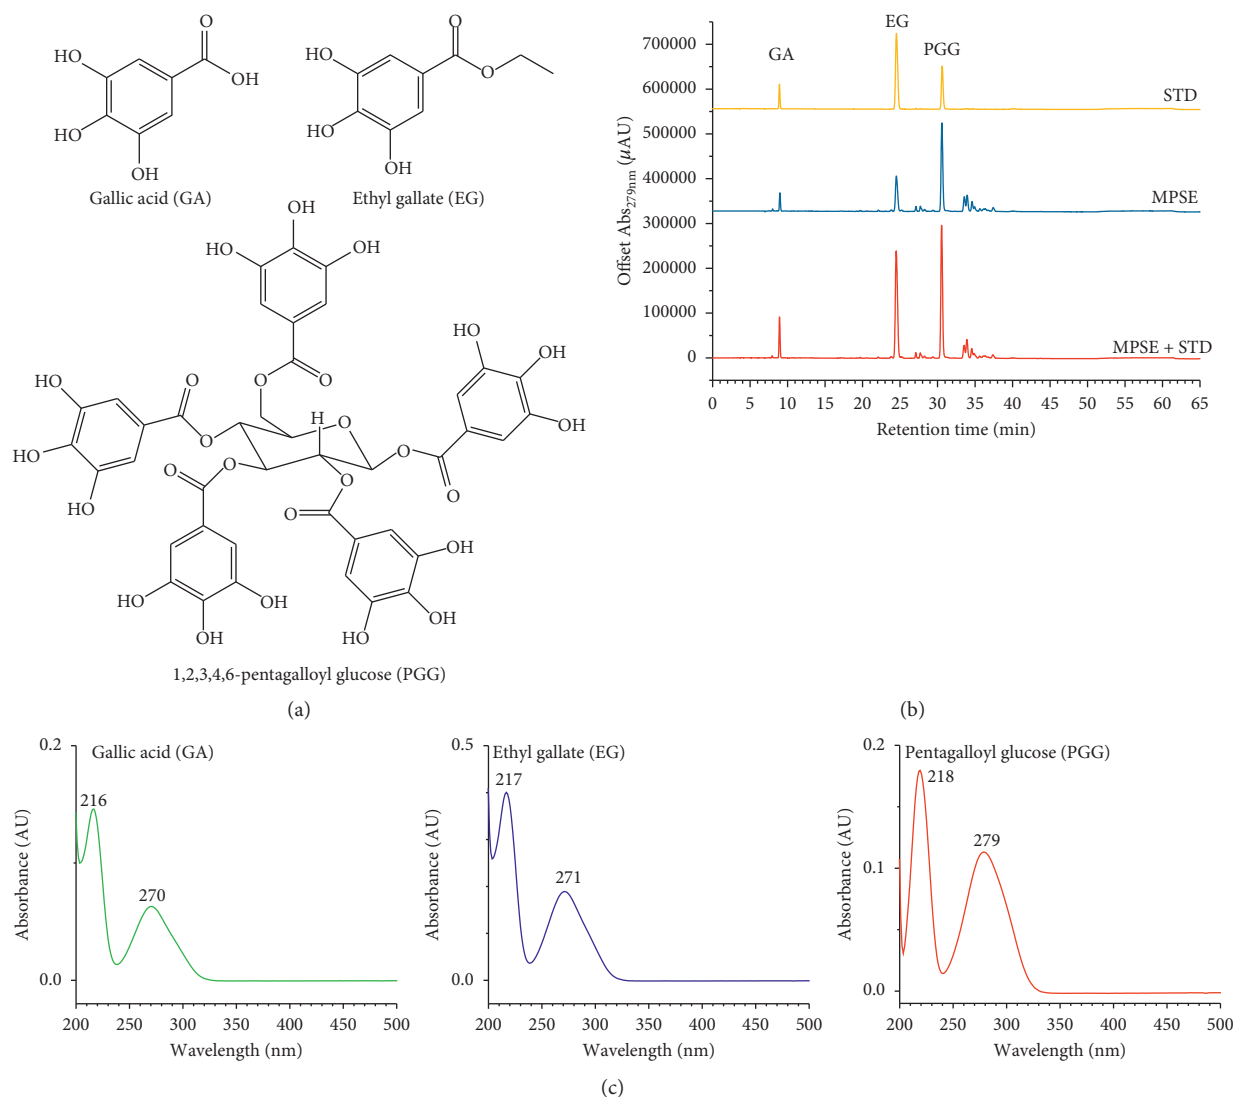 O
HO
OH
HO
OH
Gallic acid (GA)
O
HO
O
HO
OH
Ethyl gallate (EG)
OH
HO
OH
HO
O
O
H
O
O
HO
HO
HO
O
O
O
O
O
HO
OH
OH
O
O
O
O
HO
OH
OH
O
OH
OH
HO
1,2,3,4,6-pentagalloyl glucose (PGG)
(a)
Offset Abs279nm (μAU)
700000
600000
500000
400000
300000
200000
100000
0
GA
EG
PGG
STD
MPSE
MPSE + STD
0 5 10 15 20 25 30 35 40 45 50 55 60 65
Retention time (min)
(b)
Gallic acid (GA)
0.2
0.0
216
270
Absorbance (AU)
200 250 300 350 400 450 500
Wavelength (nm)
Ethyl gallate (EG)
0.5
0.0
217
271
Absorbance (AU)
200 250 300 350 400 450 500
Wavelength (nm)
Pentagalloyl glucose (PGG)
0.2
0.1
0.0
218
279
Absorbance (AU)
200 250 300 350 400 450 500
Wavelength (nm)
(c)